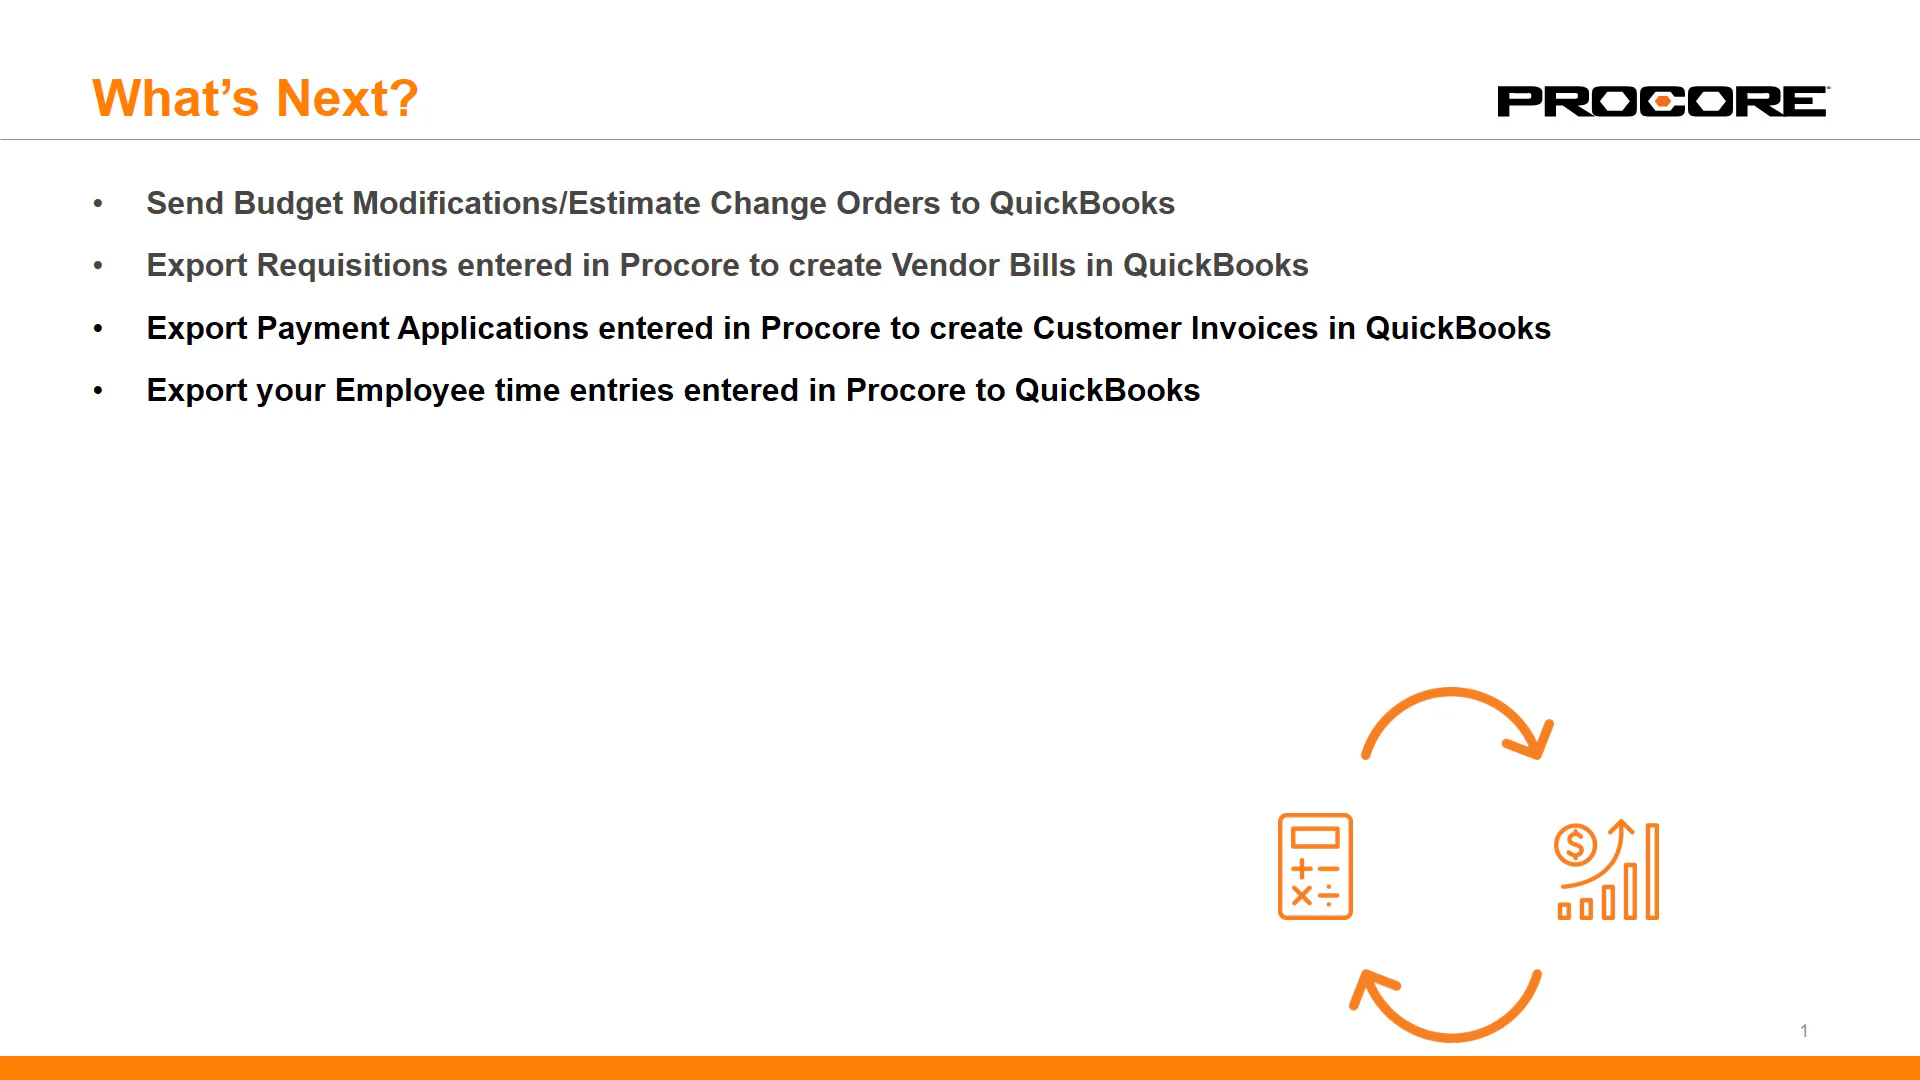 What’s Next?
PROCORE
• Send Budget Modifications/Estimate Change Orders to QuickBooks
• Export Requisitions entered in Procore to create Vendor Bills in QuickBooks
• Export Payment Applications entered in Procore to create Customer Invoices in QuickBooks
• Export your Employee time entries entered in Procore to QuickBooks
$
1